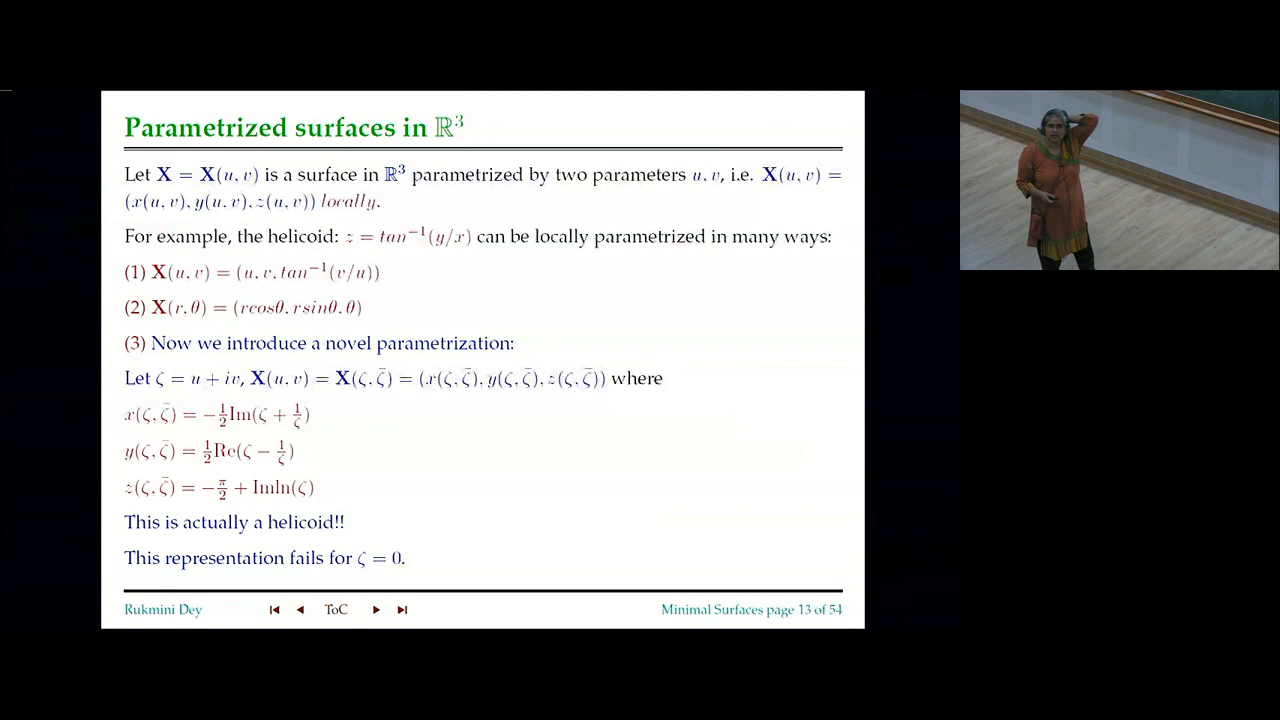 Parametrized surfaces in ℝ³
Let X = X(u, v) is a surface in ℝ³ parametrized by two parameters u, v, i.e. X(u, v) =
(x(u, v), y(u, v), z(u, v)) locally.
For example, the helicoid: z = tan⁻¹(y/x) can be locally parametrized in many ways:
(1) X(u, v) = (u, v, tan⁻¹(v/u))
(2) X(r, θ) = (rcosθ, rsinθ, θ)
(3) Now we introduce a novel parametrization:
Let ζ = u + iv, X(u, v) = X(ζ, ζ̄) = (x(ζ, ζ̄), y(ζ, ζ̄), z(ζ, ζ̄)) where
x(ζ, ζ̄) = −½Im(ζ + 1/ζ)
y(ζ, ζ̄) = ½Re(ζ − 1/ζ)
z(ζ, ζ̄) = −π/2 + Imln(ζ)
This is actually a helicoid!!
This representation fails for ζ = 0.
Rukmini Dey ToC Minimal Surfaces page 13 of 54